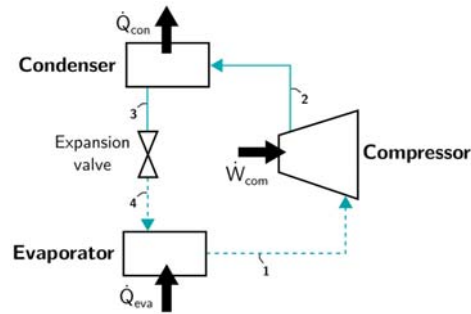 Q̇con
Condenser
2
3
Expansion
valve
Compressor
Ẇcom
4
Evaporator
1
Q̇eva